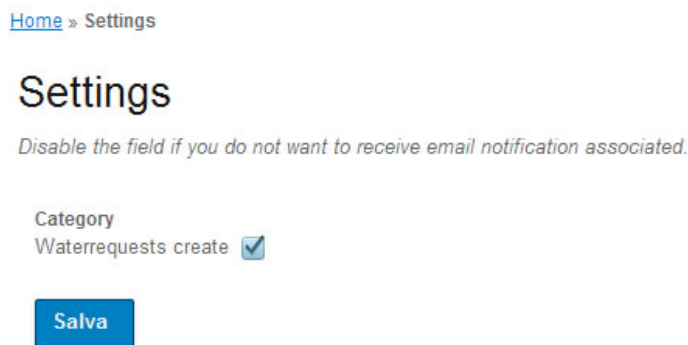 Home » Settings
Settings
Disable the field if you do not want to receive email notification associated.
Category
Waterrequests create
Salva